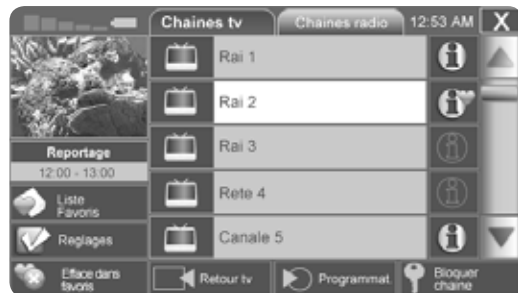 Chaines tv
Chaines radio
12:53 AM
X
Rai 1
Rai 2
Rai 3
Rete 4
Canale 5
Reportage
12:00 - 13:00
Liste
Favoris
Reglages
Efface dans
favoris
Retour tv
Programmat.
Bloquer
chaine